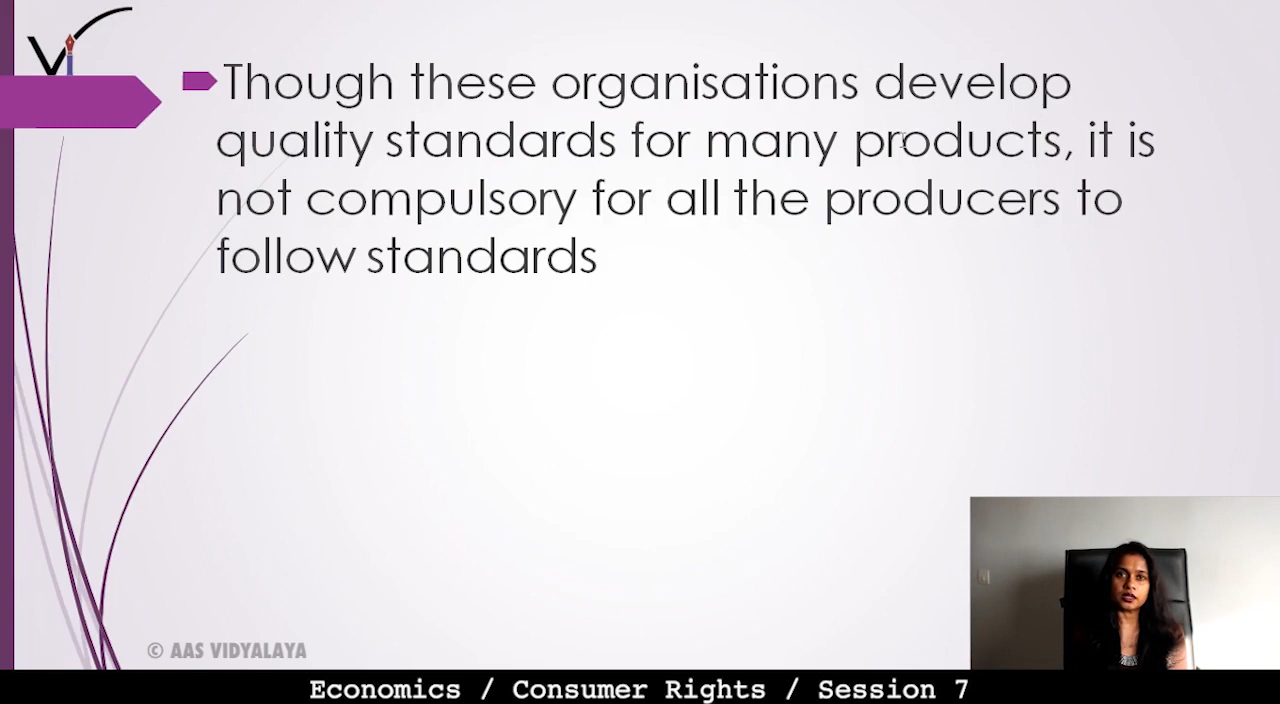 Though these organisations develop
quality standards for many products, it is
not compulsory for all the producers to
follow standards
© AAS VIDYALAYA
Economics / Consumer Rights / Session 7